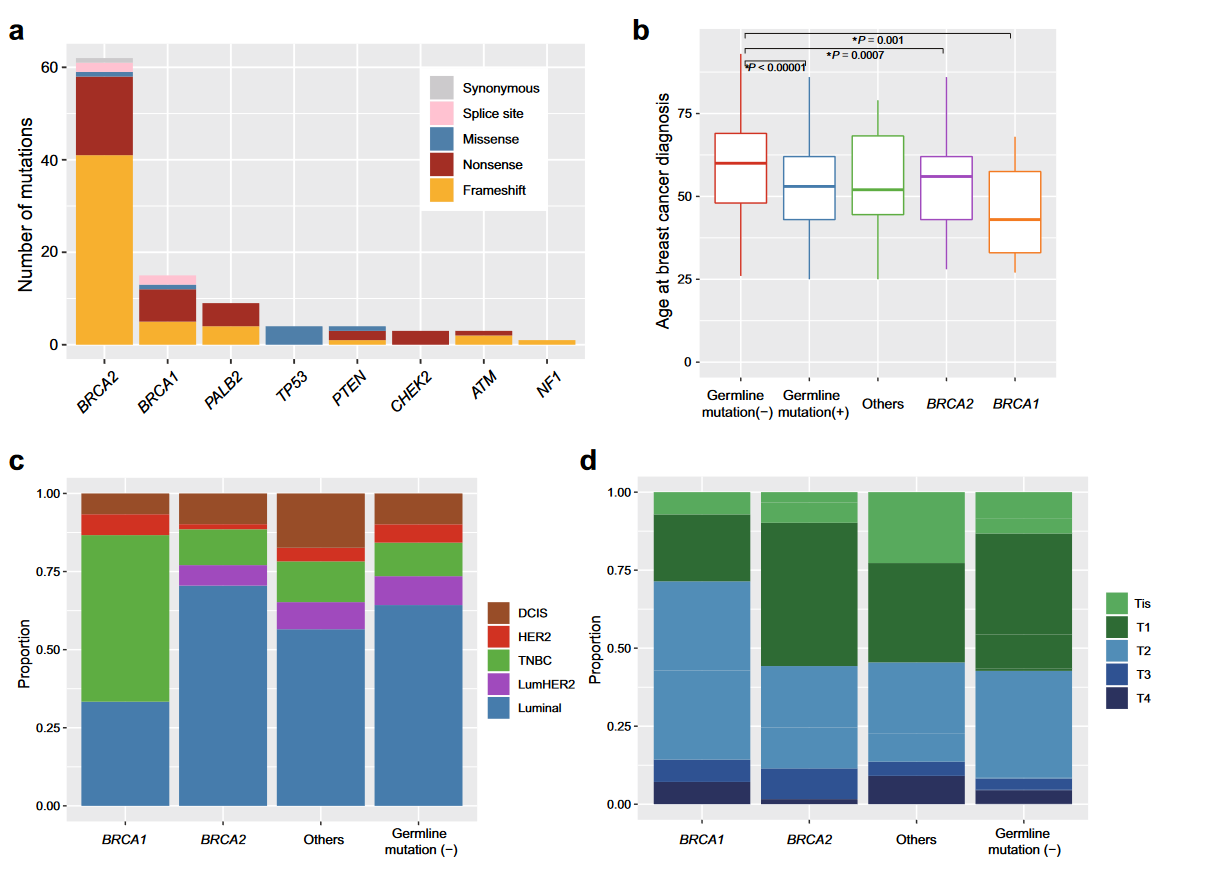 a
Number of mutations
60
40
20
0
Synonymous
Splice site
Missense
Nonsense
Frameshift
BRCA2
BRCA1
PALB2
TP53
PTEN
CHEK2
ATM
NF1
b
Age at breast cancer diagnosis
75
50
25
0
*P = 0.001
*P = 0.0007
*P < 0.00001
Germline
mutation(−)
Germline
mutation(+)
Others
BRCA2
BRCA1
c
Proportion
1.00
0.75
0.50
0.25
0.00
DCIS
HER2
TNBC
LumHER2
Luminal
BRCA1
BRCA2
Others
Germline
mutation (−)
d
Proportion
1.00
0.75
0.50
0.25
0.00
Tis
T1
T2
T3
T4
BRCA1
BRCA2
Others
Germline
mutation (−)